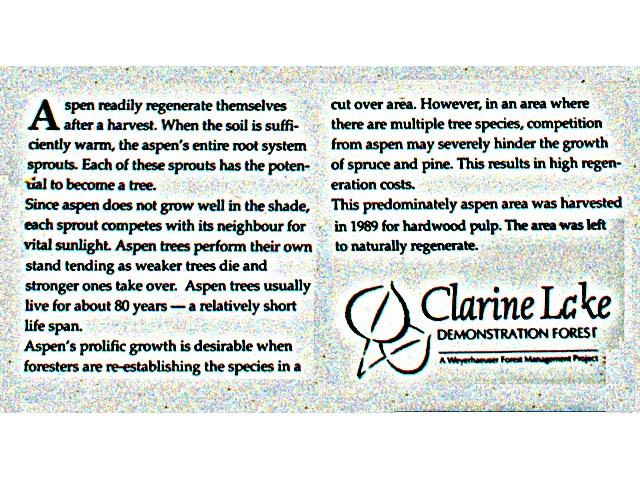 Aspen readily regenerate themselves
after a harvest. When the soil is suffi-
ciently warm, the aspen's entire root system
sprouts. Each of these sprouts has the poten-
tial to become a tree.
Since aspen does not grow well in the shade,
each sprout competes with its neighbour for
vital sunlight. Aspen trees perform their own
stand tending as weaker trees die and
stronger ones take over. Aspen trees usually
live for about 80 years — a relatively short
life span.
Aspen's prolific growth is desirable when
foresters are re-establishing the species in a
cut over area. However, in an area where
there are multiple tree species, competition
from aspen may severely hinder the growth
of spruce and pine. This results in high regen-
eration costs.
This predominately aspen area was harvested
in 1989 for hardwood pulp. The area was left
to naturally regenerate.
Clarine Lake
DEMONSTRATION FOREST
A Weyerhaeuser Forest Management Project